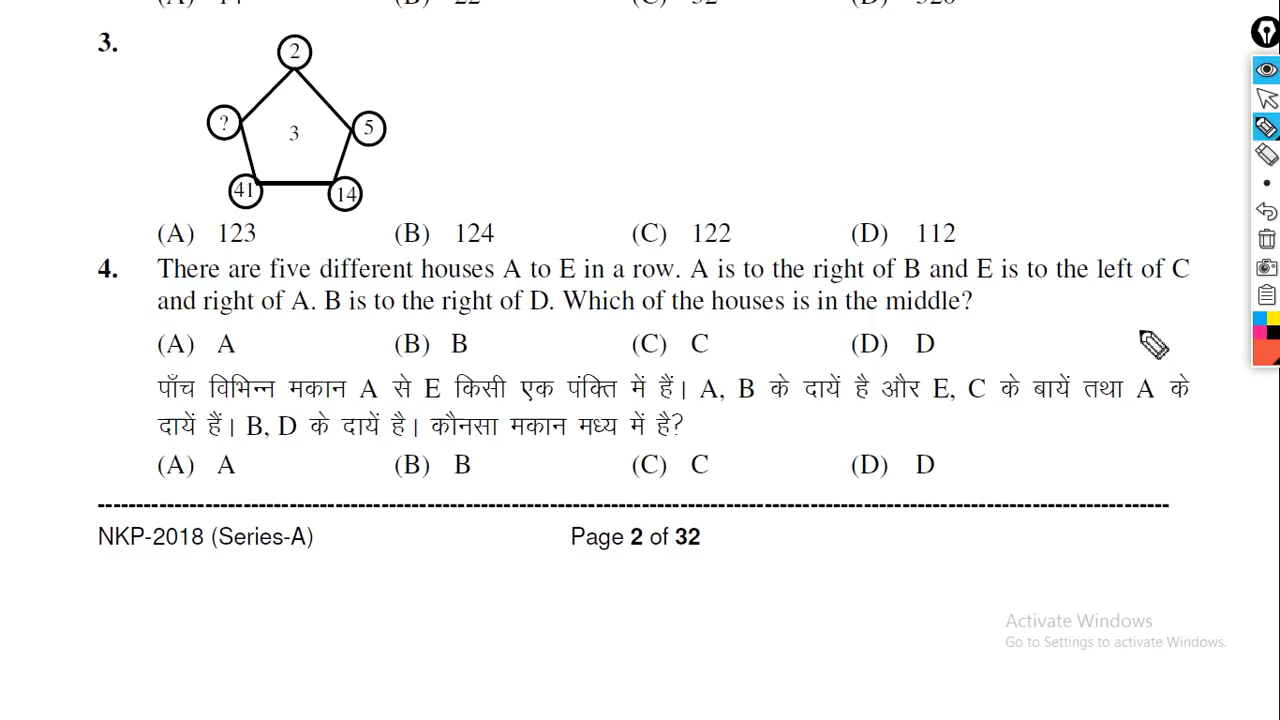 3.
2
?
3
5
41
14
(A) 123 (B) 124 (C) 122 (D) 112
4. There are five different houses A to E in a row. A is to the right of B and E is to the left of C
and right of A. B is to the right of D. Which of the houses is in the middle?
(A) A (B) B (C) C (D) D
पाँच विभिन्न मकान A से E किसी एक पंक्ति में हैं। A, B के दायें है और E, C के बायें तथा A के
दायें हैं। B, D के दायें है। कौनसा मकान मध्य में है?
(A) A (B) B (C) C (D) D
NKP-2018 (Series-A) Page 2 of 32
Activate Windows
Go to Settings to activate Windows.